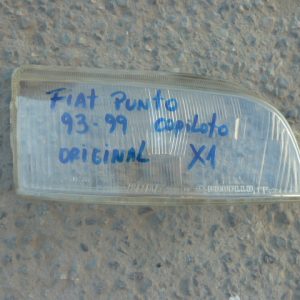 FIAT PUNTO
93-99 COPILOTO
ORIGINAL X1